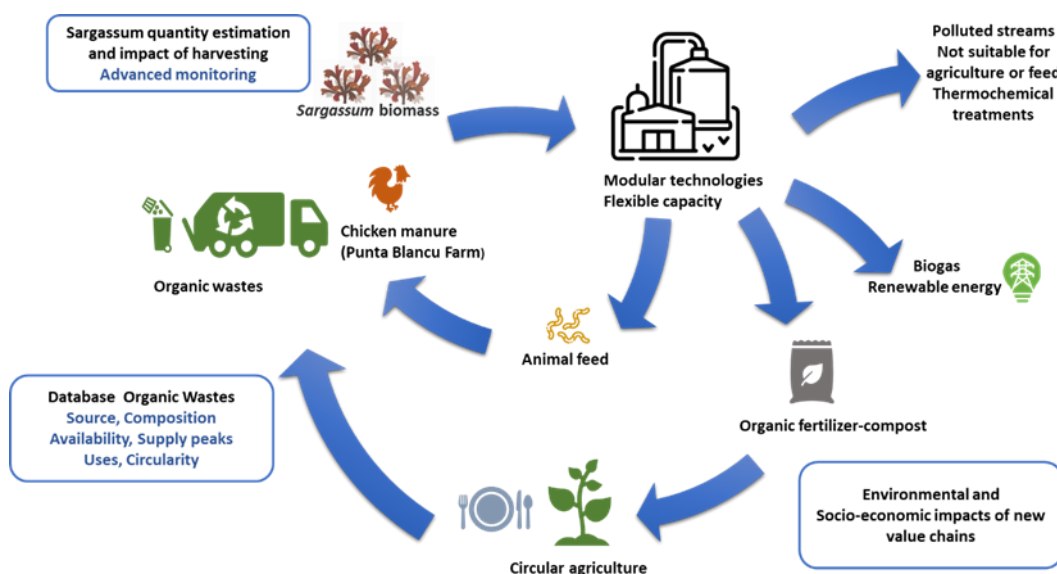 Sargassum quantity estimation
and impact of harvesting
Advanced monitoring
Sargassum biomass
Polluted streams
Not suitable for
agriculture or feed
Thermochemical
treatments
Modular technologies
Flexible capacity
Chicken manure
(Punta Blancu Farm)
Organic wastes
Biogas
Renewable energy
Animal feed
Database Organic Wastes
Source, Composition
Availability, Supply peaks
Uses, Circularity
Organic fertilizer-compost
Environmental and
Socio-economic impacts of new
value chains
Circular agriculture